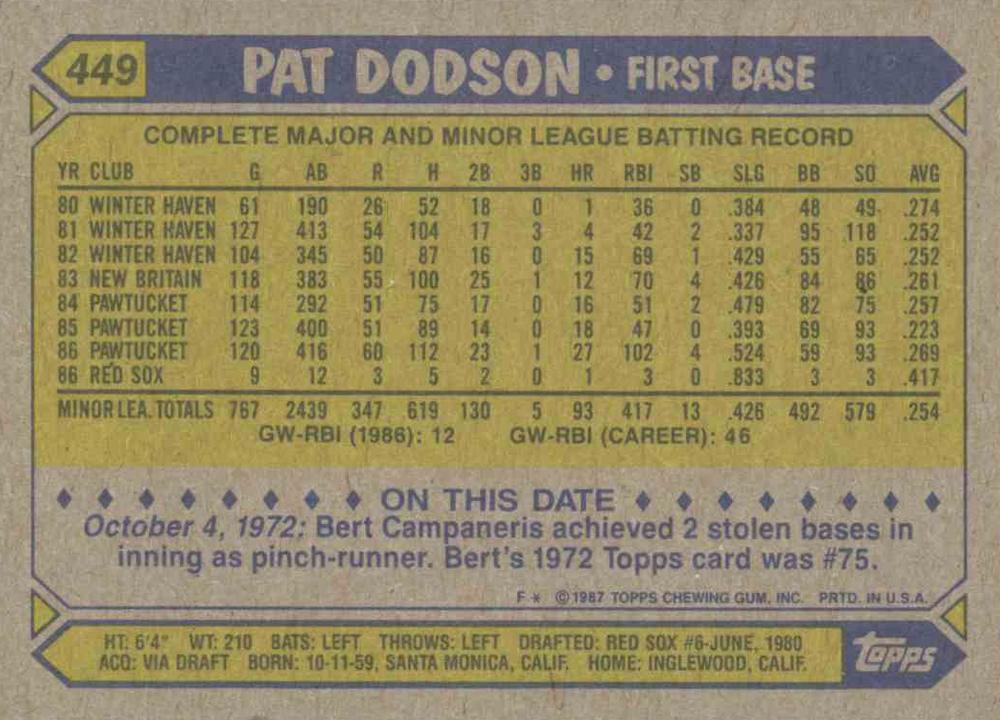 449 PAT DODSON • FIRST BASE
COMPLETE MAJOR AND MINOR LEAGUE BATTING RECORD
YR CLUB G AB R H 2B 3B HR RBI SB SLG BB SO AVG
80 WINTER HAVEN 61 190 26 52 18 0 1 36 0 .384 48 49 .274
81 WINTER HAVEN 127 413 54 104 17 3 4 42 2 .337 95 118 .252
82 WINTER HAVEN 104 345 50 87 16 0 15 69 1 .429 55 65 .252
83 NEW BRITAIN 118 383 55 100 25 1 12 70 4 .426 84 86 .261
84 PAWTUCKET 114 292 51 75 17 0 16 51 2 .479 82 75 .257
85 PAWTUCKET 123 400 51 89 14 0 18 47 0 .393 69 93 .223
86 PAWTUCKET 120 416 60 112 23 1 27 102 4 .524 59 93 .269
86 RED SOX 9 12 3 5 2 0 1 3 0 .833 3 3 .417
MINOR LEA. TOTALS 767 2439 347 619 130 5 93 417 13 .426 492 579 .254
GW-RBI (1986): 12 GW-RBI (CAREER): 46
♦ ♦ ♦ ♦ ♦ ♦ ♦ ♦ ON THIS DATE ♦ ♦ ♦ ♦ ♦ ♦ ♦ ♦
October 4, 1972: Bert Campaneris achieved 2 stolen bases in
inning as pinch-runner. Bert's 1972 Topps card was #75.
F * © 1987 TOPPS CHEWING GUM, INC. PRTD. IN U.S.A.
HT: 6'4" WT: 210 BATS: LEFT THROWS: LEFT DRAFTED: RED SOX #6-JUNE, 1980
ACQ: VIA DRAFT BORN: 10-11-59, SANTA MONICA, CALIF. HOME: INGLEWOOD, CALIF.
Topps